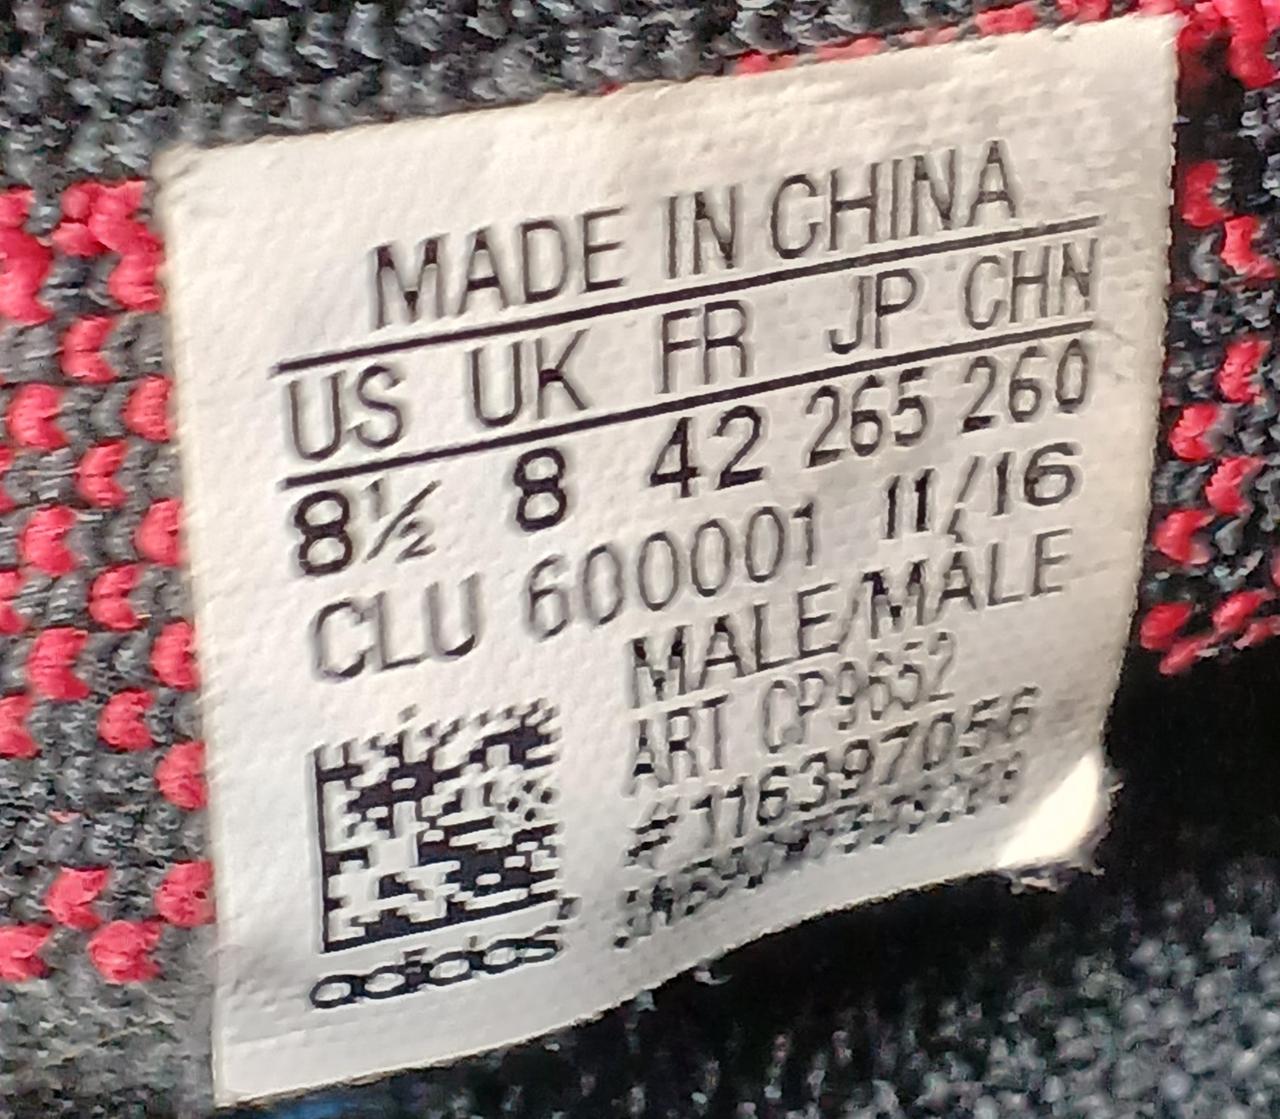 MADE IN CHINA
US UK FR JP CHN
8½ 8 42 265 260
CLU 600001 11/16
MALE/MALE
ART CP9652
#116397056
adidas